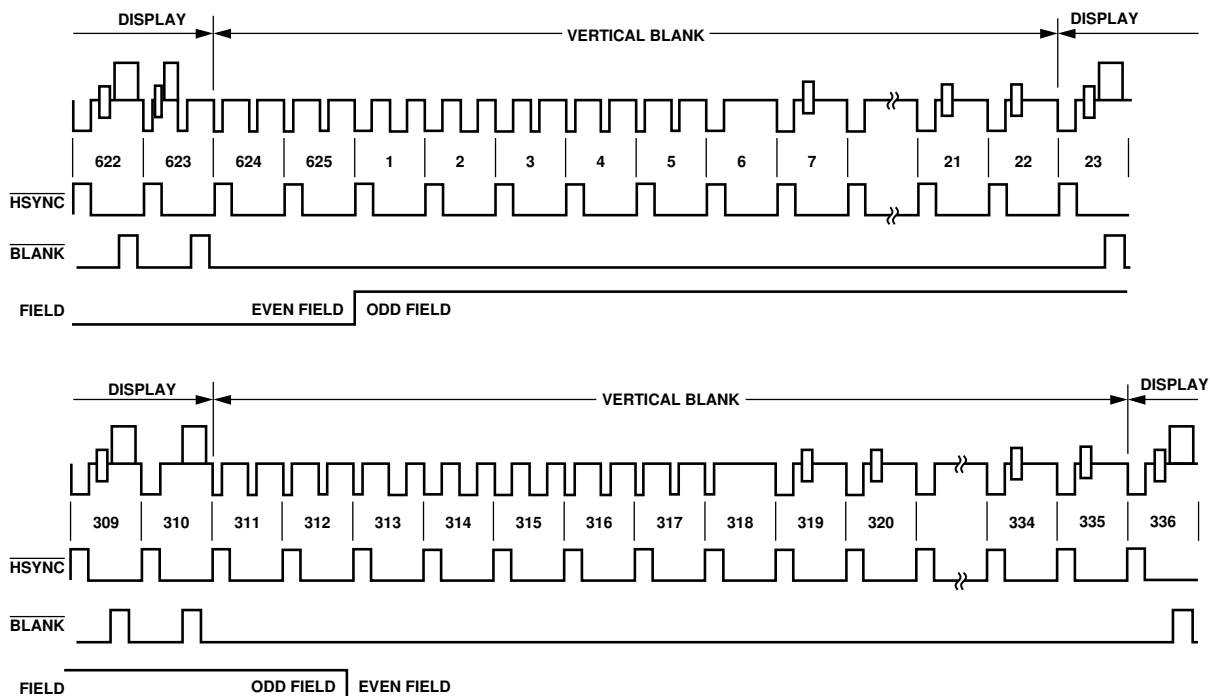 DISPLAY VERTICAL BLANK DISPLAY
622 623 624 625 1 2 3 4 5 6 7 21 22 23
HSYNC
BLANK
FIELD EVEN FIELD ODD FIELD
DISPLAY VERTICAL BLANK DISPLAY
309 310 311 312 313 314 315 316 317 318 319 320 334 335 336
HSYNC
BLANK
FIELD ODD FIELD EVEN FIELD